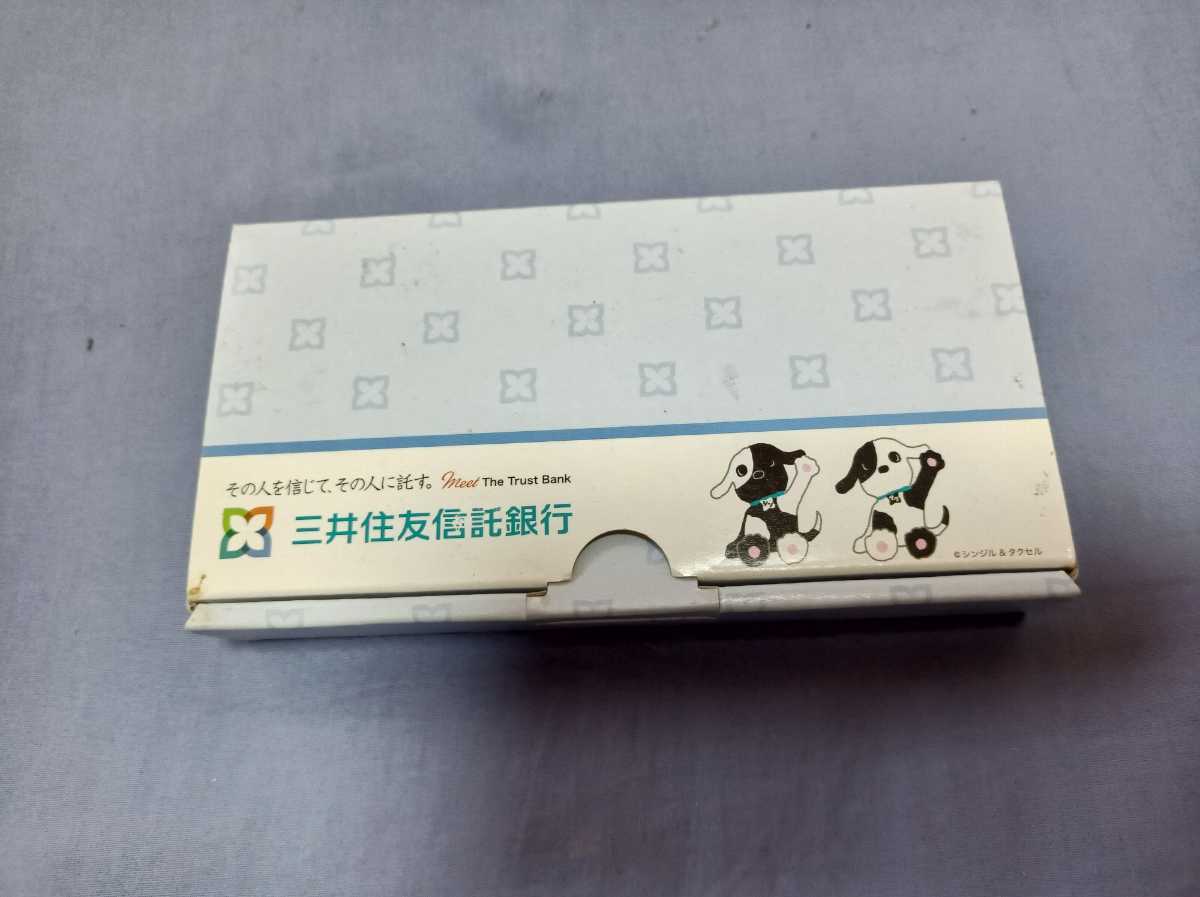 その人を信じて、その人に託す。 Meet The Trust Bank
三井住友信託銀行
©シンジル&タクセル